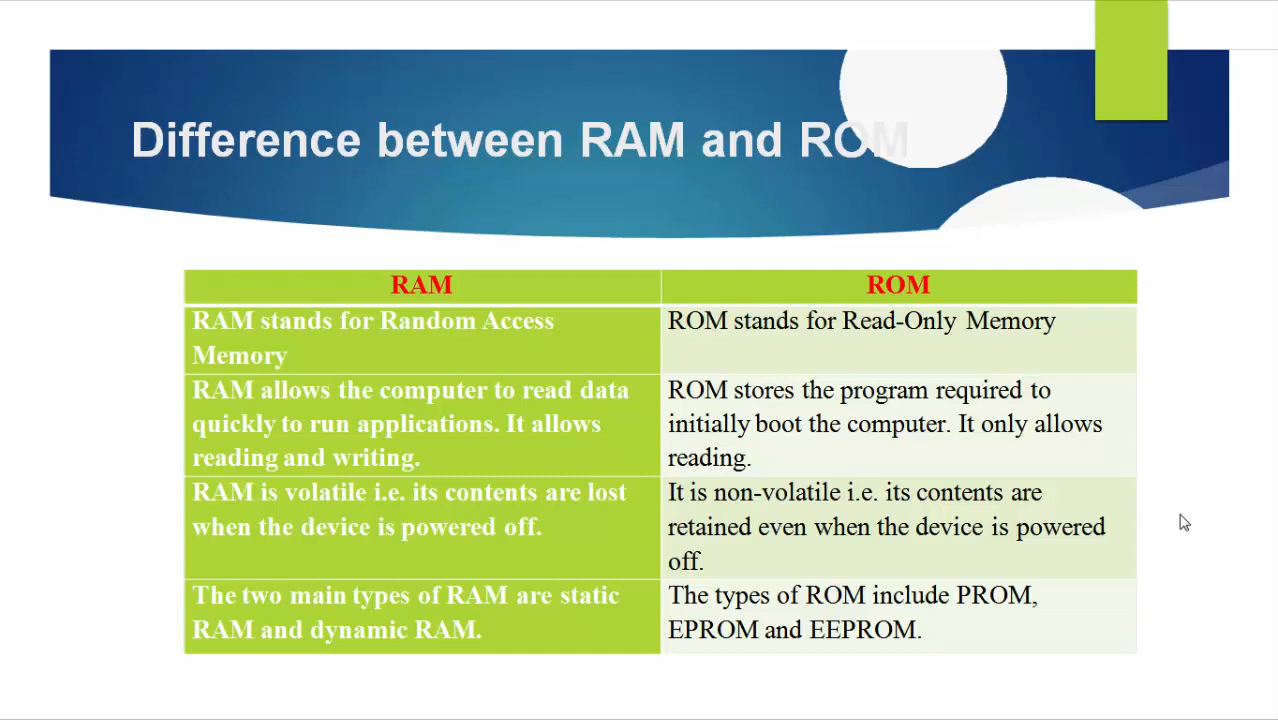 Difference between RAM and ROM
RAM
ROM
RAM stands for Random Access
Memory
ROM stands for Read-Only Memory
RAM allows the computer to read data
quickly to run applications. It allows
reading and writing.
ROM stores the program required to
initially boot the computer. It only allows
reading.
RAM is volatile i.e. its contents are lost
when the device is powered off.
It is non-volatile i.e. its contents are
retained even when the device is powered
off.
The two main types of RAM are static
RAM and dynamic RAM.
The types of ROM include PROM,
EPROM and EEPROM.